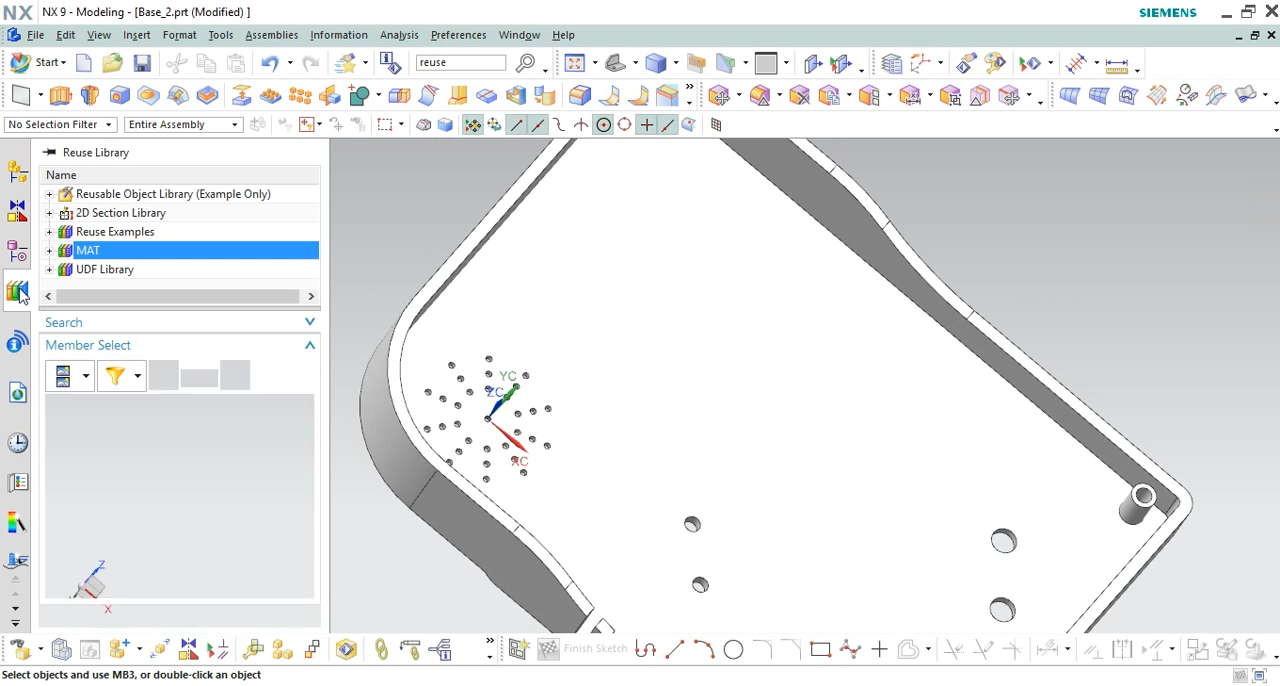 NX NX 9 - Modeling - [Base_2.prt (Modified) ] SIEMENS
File Edit View Insert Format Tools Assemblies Information Analysis Preferences Window Help
Start reuse
No Selection Filter Entire Assembly
Reuse Library
Name
Reusable Object Library (Example Only)
2D Section Library
Reuse Examples
MAT
UDF Library
Search
Member Select
YC
ZC
XC
Z
X
Finish Sketch
Select objects and use MB3, or double-click an object